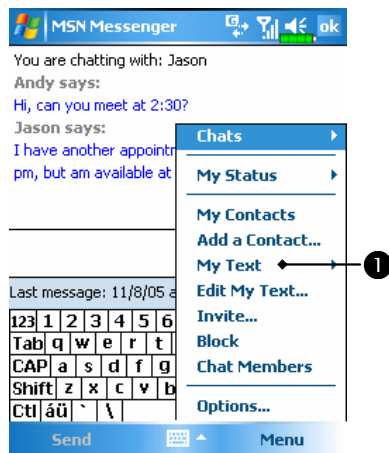 MSN Messenger ok
You are chatting with: Jason
Andy says:
Hi, can you meet at 2:30?
Jason says:
I have another
pm, but am available at
Chats
My Status
My Contacts
Add a Contact...
My Text
1
Edit My Text...
Invite...
Block
Chat Members
Options...
Last message: 11/8/05
123 1 2 3 4 5 6
Tab q w e r t
CAP a s d f g
Shift z x c v b
Ctl áü ` \
Send Menu